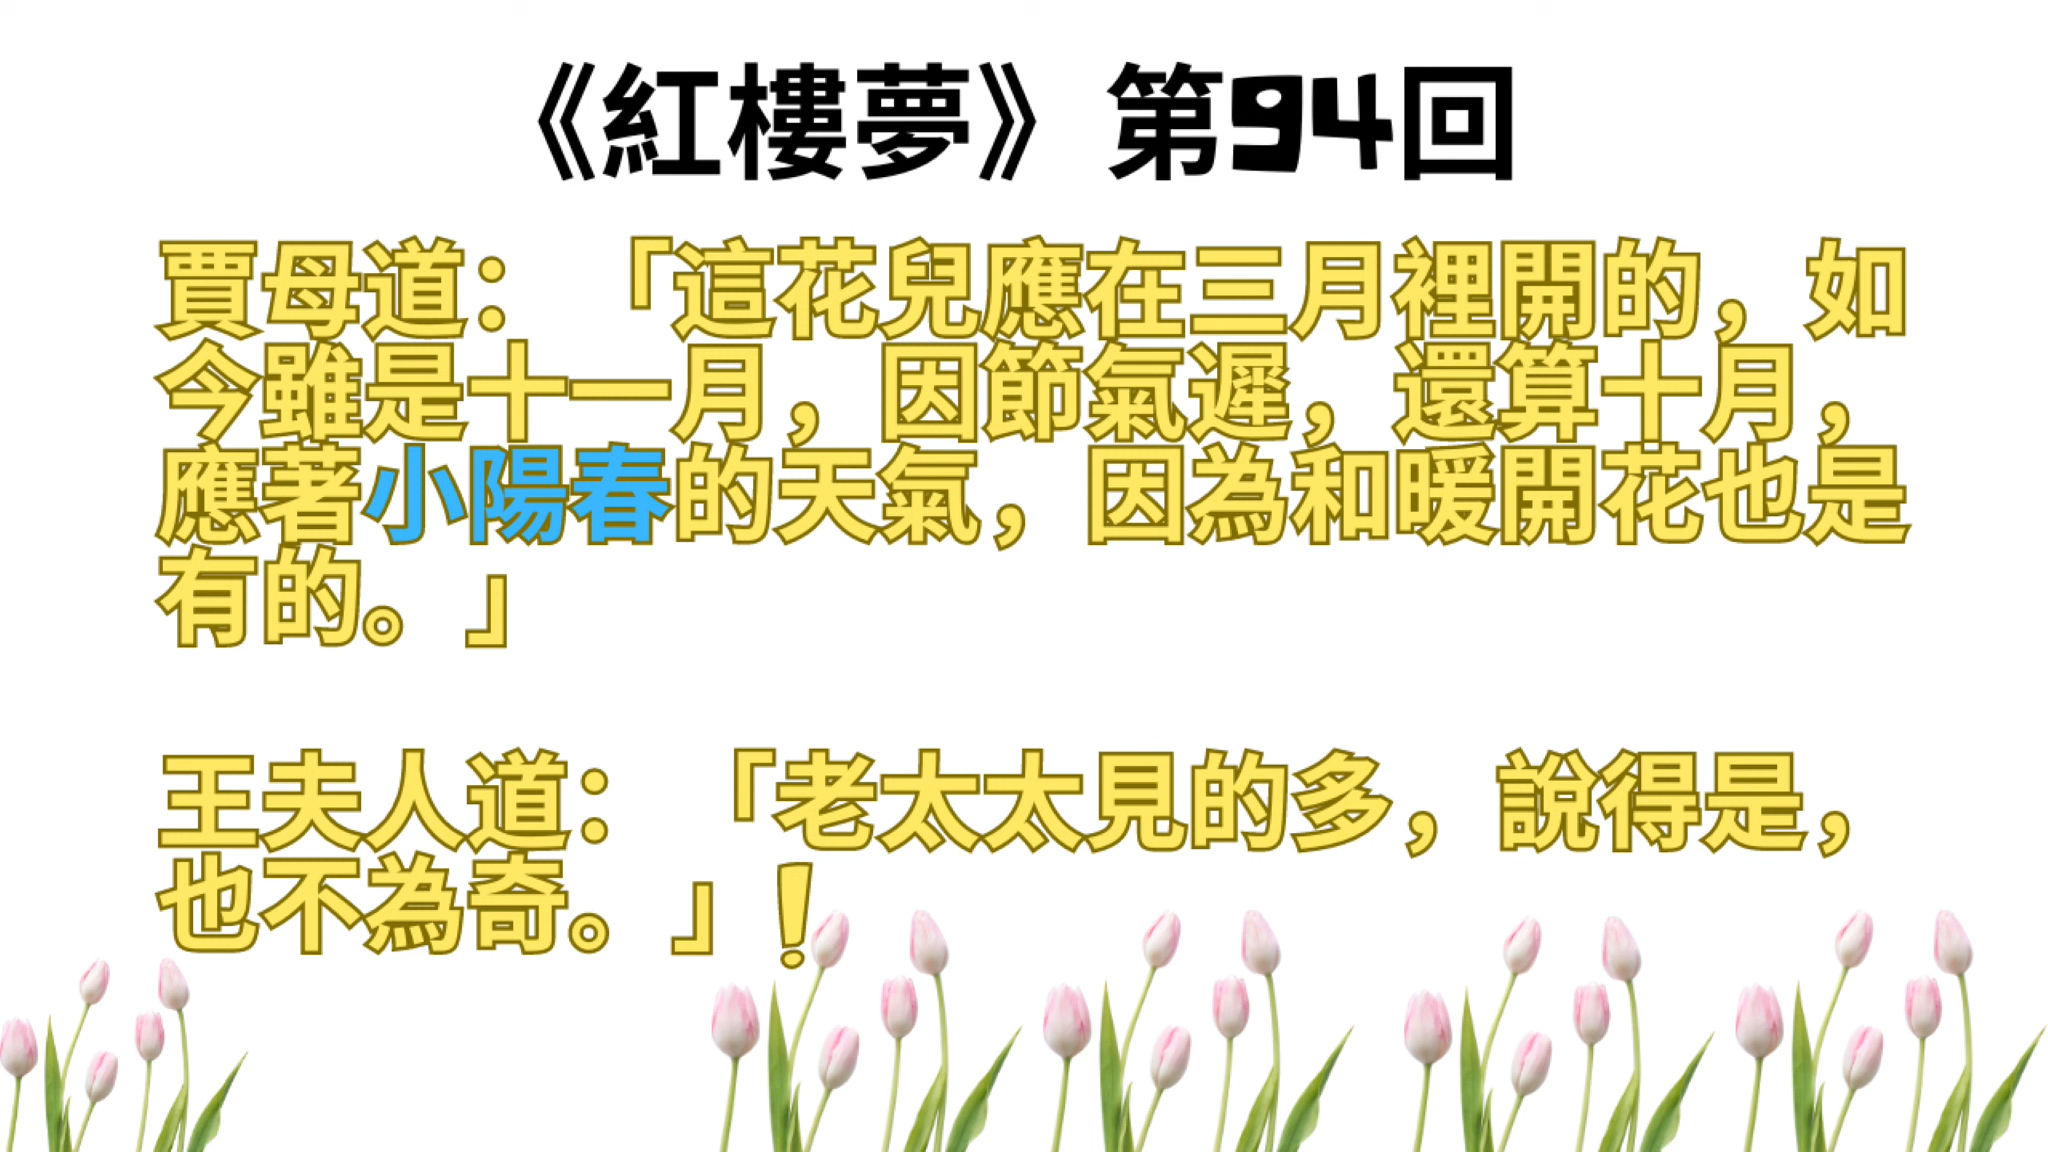 《紅樓夢》第94回
賈母道：「這花兒應在三月裡開的，如
今雖是十一月，因節氣遲，還算十月，
應著小陽春的天氣，因為和暖開花也是
有的。」
王夫人道：「老太太見的多，說得是，
也不為奇。」!